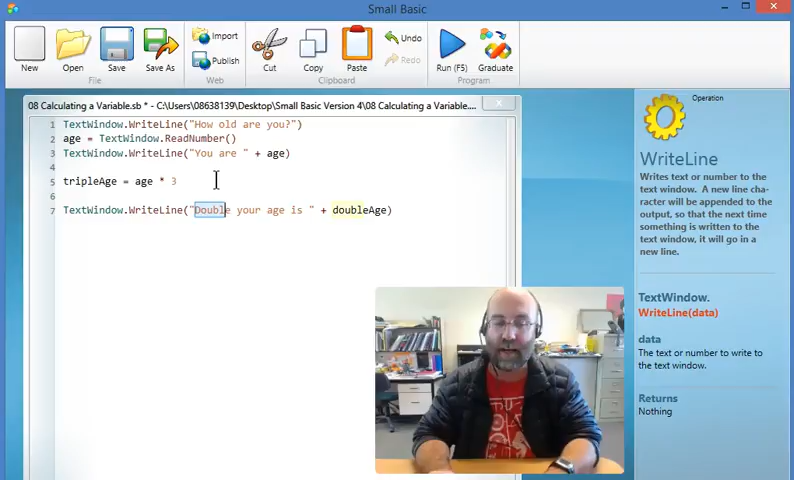 Small Basic
New
Open
Save
Save As
Import
Publish
File
Web
Cut
Copy
Paste
Undo
Redo
Clipboard
Run (F5)
Graduate
Program
08 Calculating a Variable.sb * - C:\Users\08638139\Desktop\Small Basic Version 4\08 Calculating a Variable....
1 TextWindow.WriteLine("How old are you?")
2 age = TextWindow.ReadNumber()
3 TextWindow.WriteLine("You are " + age)
4
5 tripleAge = age * 3
6
7 TextWindow.WriteLine("Double your age is " + doubleAge)
Operation
WriteLine
Writes text or number to the
text window. A new line cha-
racter will be appended to the
output, so that the next time
something is written to the
text window, it will go in a
new line.
TextWindow.
WriteLine(data)
data
The text or number to write to
the text window.
Returns
Nothing